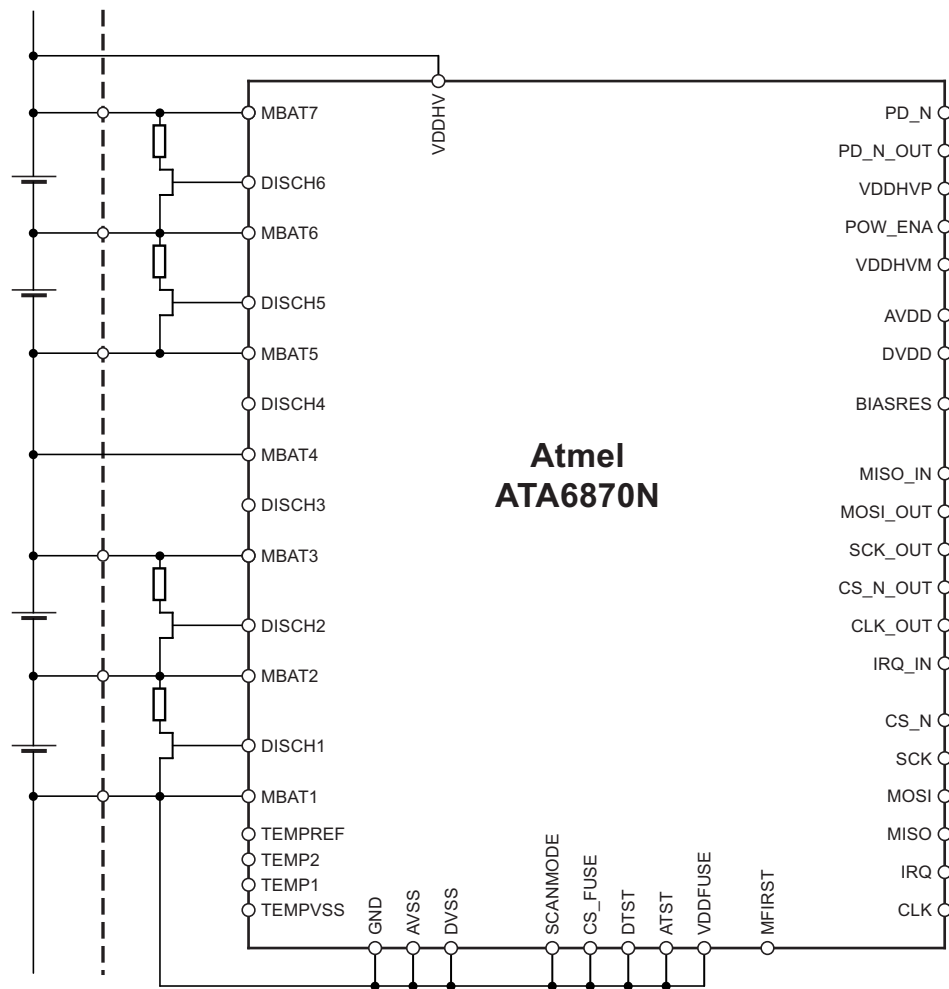 VDDHV
MBAT7
DISCH6
MBAT6
DISCH5
MBAT5
DISCH4
MBAT4
DISCH3
MBAT3
DISCH2
MBAT2
DISCH1
MBAT1
TEMPREF
TEMP2
TEMP1
TEMPVSS
Atmel
ATA6870N
PD_N
PD_N_OUT
VDDHVP
POW_ENA
VDDHVM
AVDD
DVDD
BIASRES
MISO_IN
MOSI_OUT
SCK_OUT
CS_N_OUT
CLK_OUT
IRQ_IN
CS_N
SCK
MOSI
MISO
IRQ
CLK
GND
AVSS
DVSS
SCANMODE
CS_FUSE
DTST
ATST
VDDFUSE
MFIRST